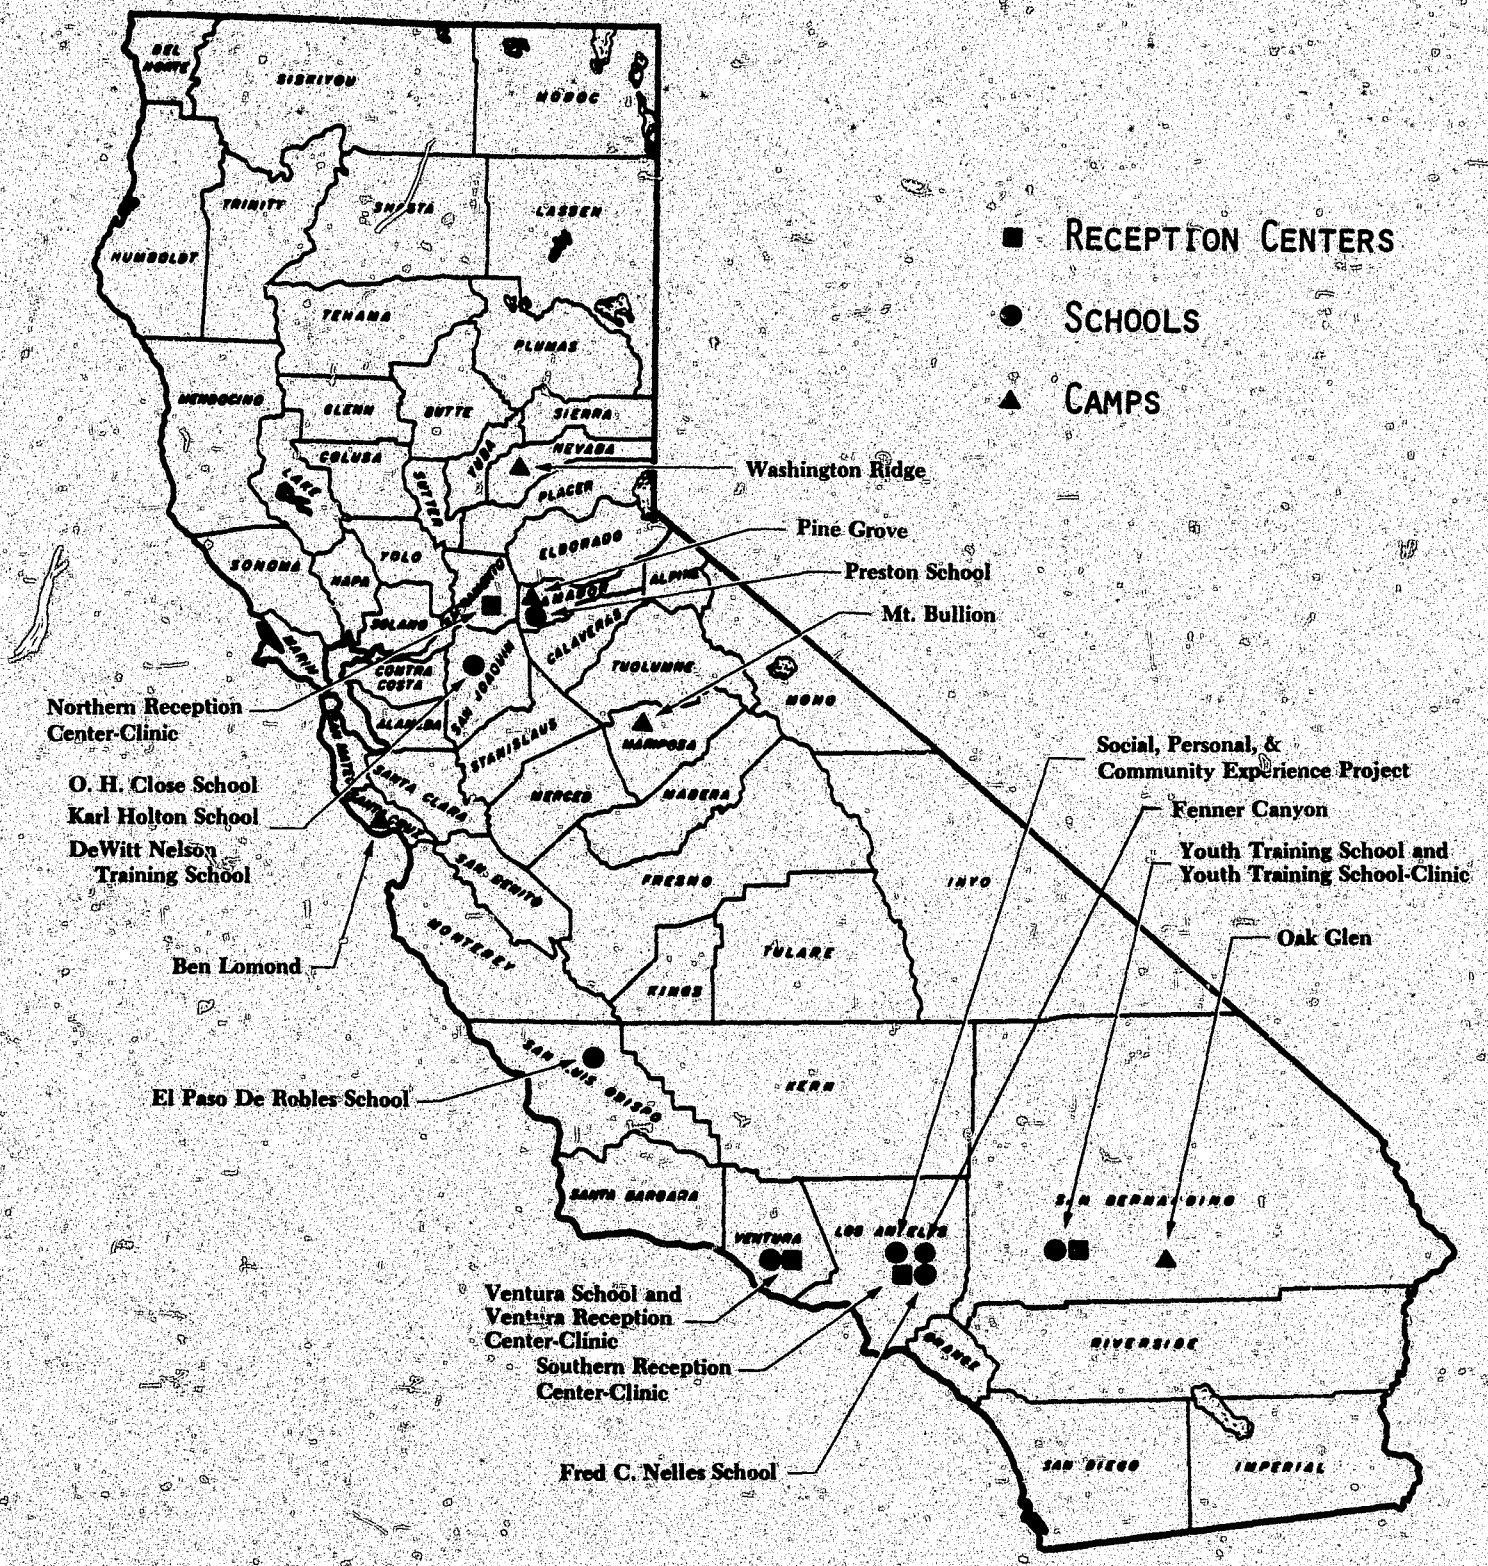 DEL
NORTE
SISKIYOU
MODOC
TRINITY
SHASTA
LASSEN
HUMBOLDT
■ RECEPTION CENTERS
● SCHOOLS
▲ CAMPS
TEHAMA
PLUMAS
MENDOCINO
GLENN
BUTTE
SIERRA
NEVADA
COLUSA
YUBA
LAKE
SUTTER
PLACER
Washington Ridge
Pine Grove
ELDORADO
SONOMA
NAPA
YOLO
SACRAMENTO
AMADOR
ALPINE
Preston School
Mt. Bullion
SOLANO
CALAVERAS
MARIN
CONTRA
COSTA
SAN JOAQUIN
TUOLUMNE
MONO
Northern Reception
Center-Clinic
ALAMEDA
STANISLAUS
MARIPOSA
SAN MATEO
SANTA CLARA
MERCED
MADERA
O. H. Close School
Karl Holton School
DeWitt Nelson
Training School
SANTA CRUZ
Social, Personal, &
Community Experience Project
Fenner Canyon
Youth Training School and
Youth Training School-Clinic
Oak Glen
SAN BENITO
FRESNO
INYO
MONTEREY
TULARE
KINGS
Ben Lomond
SAN LUIS OBISPO
KERN
El Paso De Robles School
SANTA BARBARA
VENTURA
LOS ANGELES
SAN BERNARDINO
Ventura School and
Ventura Reception
Center-Clinic
Southern Reception
Center-Clinic
ORANGE
RIVERSIDE
Fred C. Nelles School
SAN DIEGO
IMPERIAL